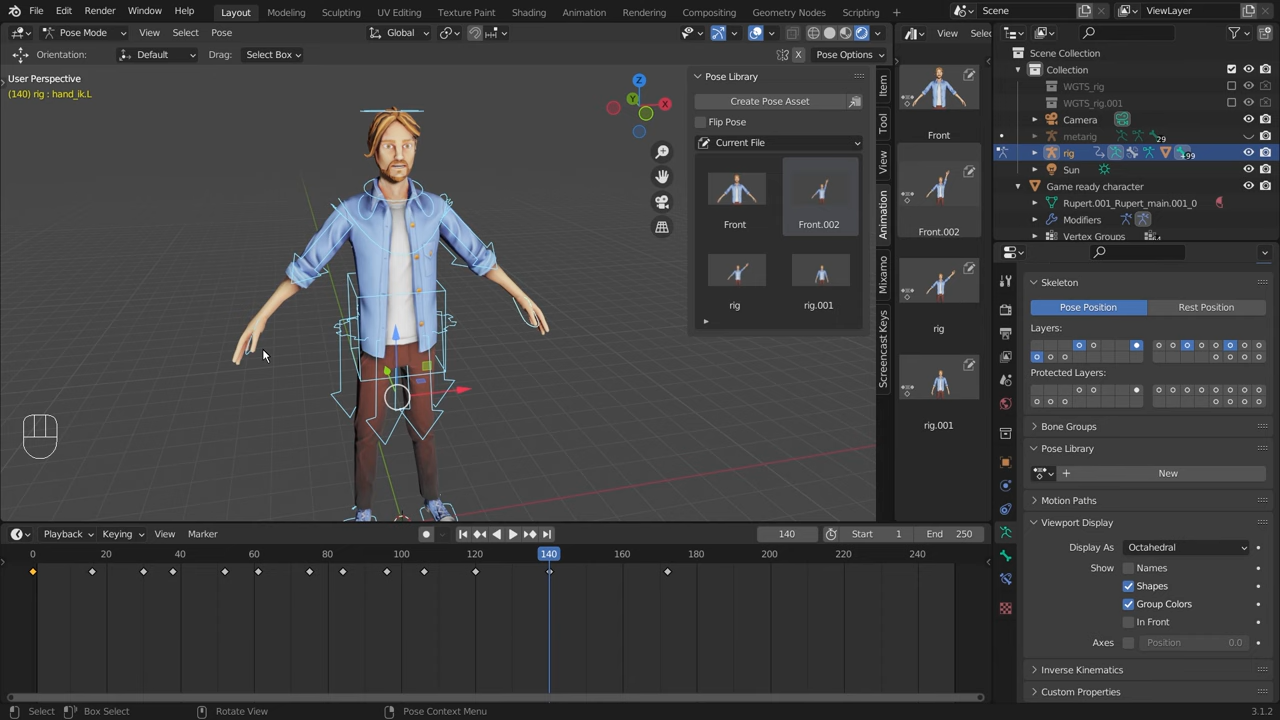 File Edit Render Window Help Layout Modeling Sculpting UV Editing Texture Paint Shading Animation Rendering Compositing Geometry Nodes Scripting + Scene ViewLayer
Pose Mode View Select Pose Global View Sel
Orientation: Default Drag: Select Box X Pose Options
User Perspective
(140) rig : hand_ik.L
Z
X
Y
Pose Library
Create Pose Asset
Flip Pose
Current File
Front
Front.002
rig
rig.001
Item
Tool
View
Animation
Mixamo
Screencast Keys
Front
Front.002
rig
rig.001
Scene Collection
Collection
WGTS_rig
WGTS_rig.001
Camera
metarig 29
rig 99
Sun
Game ready character
Rupert.001_Rupert_main.001_0
Modifiers
Vertex Groups
Skeleton
Pose Position Rest Position
Layers:
Protected Layers:
Bone Groups
Pose Library
New
Motion Paths
Viewport Display
Display As Octahedral
Show Names
Shapes
Group Colors
In Front
Axes Position 0.0
Inverse Kinematics
Custom Properties
Playback Keying View Marker 140 Start 1 End 250
0 20 40 60 80 100 120 140 160 180 200 220 240
Select Box Select Rotate View Pose Context Menu 3.1.2